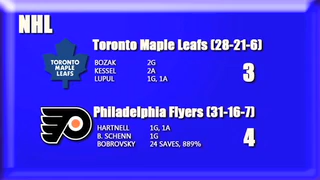 NHL
Toronto Maple Leafs (28-21-6)
TORONTO
MAPLE
LEAFS
BOZAK 2G
KESSEL 2A
LUPUL 1G, 1A
3
Philadelphia Flyers (31-16-7)
HARTNELL 1G, 1A
B. SCHENN 1G
BOBROVSKY 24 SAVES, 889%
4